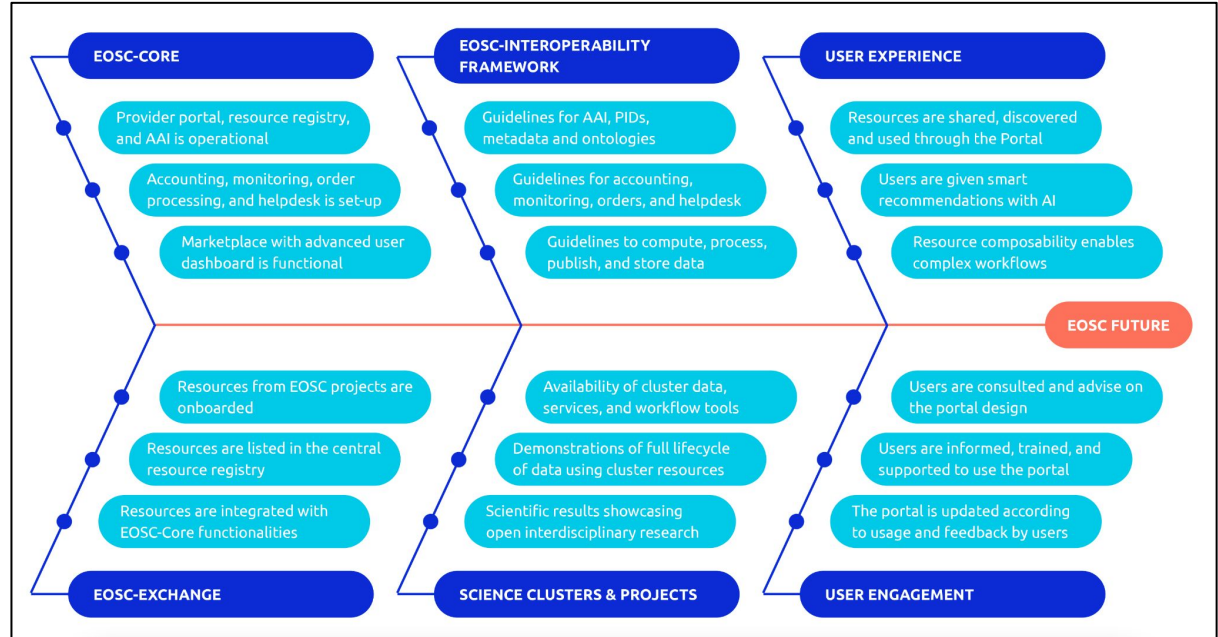 EOSC-CORE
Provider portal, resource registry,
and AAI is operational
Accounting, monitoring, order
processing, and helpdesk is set-up
Marketplace with advanced user
dashboard is functional
EOSC-INTEROPERABILITY
FRAMEWORK
Guidelines for AAI, PIDs,
metadata and ontologies
Guidelines for accounting,
monitoring, orders, and helpdesk
Guidelines to compute, process,
publish, and store data
USER EXPERIENCE
Resources are shared, discovered
and used through the Portal
Users are given smart
recommendations with AI
Resource composability enables
complex workflows
EOSC FUTURE
Resources from EOSC projects are
onboarded
Resources are listed in the central
resource registry
Resources are integrated with
EOSC-Core functionalities
EOSC-EXCHANGE
Availability of cluster data,
services, and workflow tools
Demonstrations of full lifecycle
of data using cluster resources
Scientific results showcasing
open interdisciplinary research
SCIENCE CLUSTERS & PROJECTS
Users are consulted and advise on
the portal design
Users are informed, trained, and
supported to use the portal
The portal is updated according
to usage and feedback by users
USER ENGAGEMENT